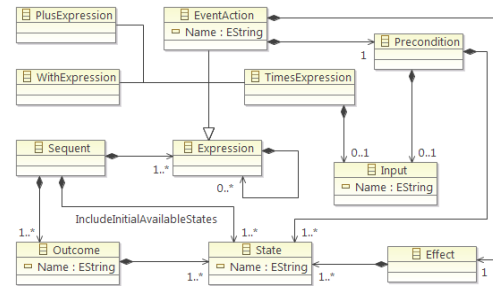 PlusExpression
EventAction
Name : EString
Precondition
1
WithExpression
TimesExpression
Sequent
Expression
0..1
0..1
1..*
Input
Name : EString
0..*
IncludeInitialAvailableStates
1..*
1..*
1..*
Outcome
Name : EString
State
Name : EString
Effect
1
1..*
1..*